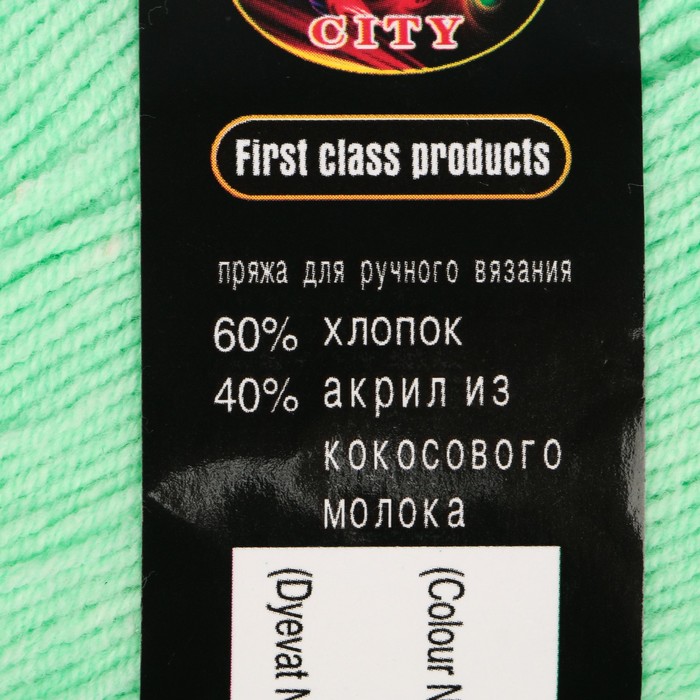 CITY
First class products
пряжа для ручного вязания
60% хлопок
40% акрил из
кокосового
молока
(Colour N
(Dyevat N